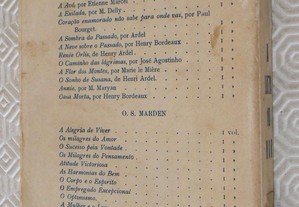 A Avó, por Etienne Marcel
A Exilada, por M. Delly
Coração enamorado não sabe para onde vai, por Paul
Bourget.
A Sombra do Passado, por Ardel
A Neve sobre o Passado, por Henry Bordeaux
Renée Orlis, de Henry Ardel
O Caminho das lágrimas, por José Agostinho
A Flor dos Montes, por Marie le Mière
O Sonho de Susana, de Henri Ardel
Annie, por M. Maryan
Casa Morta, por Henry Bordeaux
O. S. MARDEN
A Alegria de Viver 1 vol.
Os milagres do Amor
O Sucesso pela Vontade
Os Milagres do Pensamento
Atitude Victoriosa
As Harmonias do Bem
O Corpo e o Espírito
O Empregado Excepcional
O Optimismo
A Mulher e o